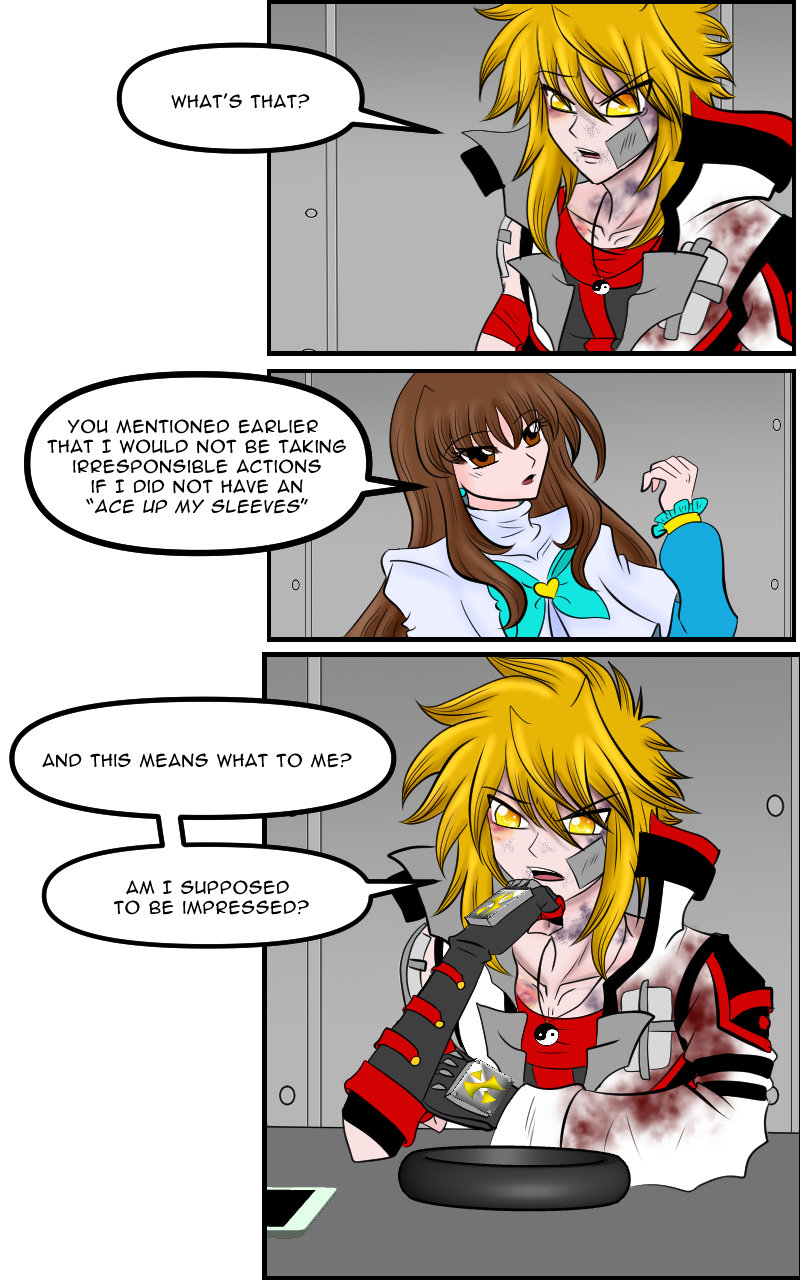 WHAT'S THAT?
YOU MENTIONED EARLIER
THAT I WOULD NOT BE TAKING
IRRESPONSIBLE ACTIONS
IF I DID NOT HAVE AN
"ACE UP MY SLEEVES"
AND THIS MEANS WHAT TO ME?
AM I SUPPOSED
TO BE IMPRESSED?